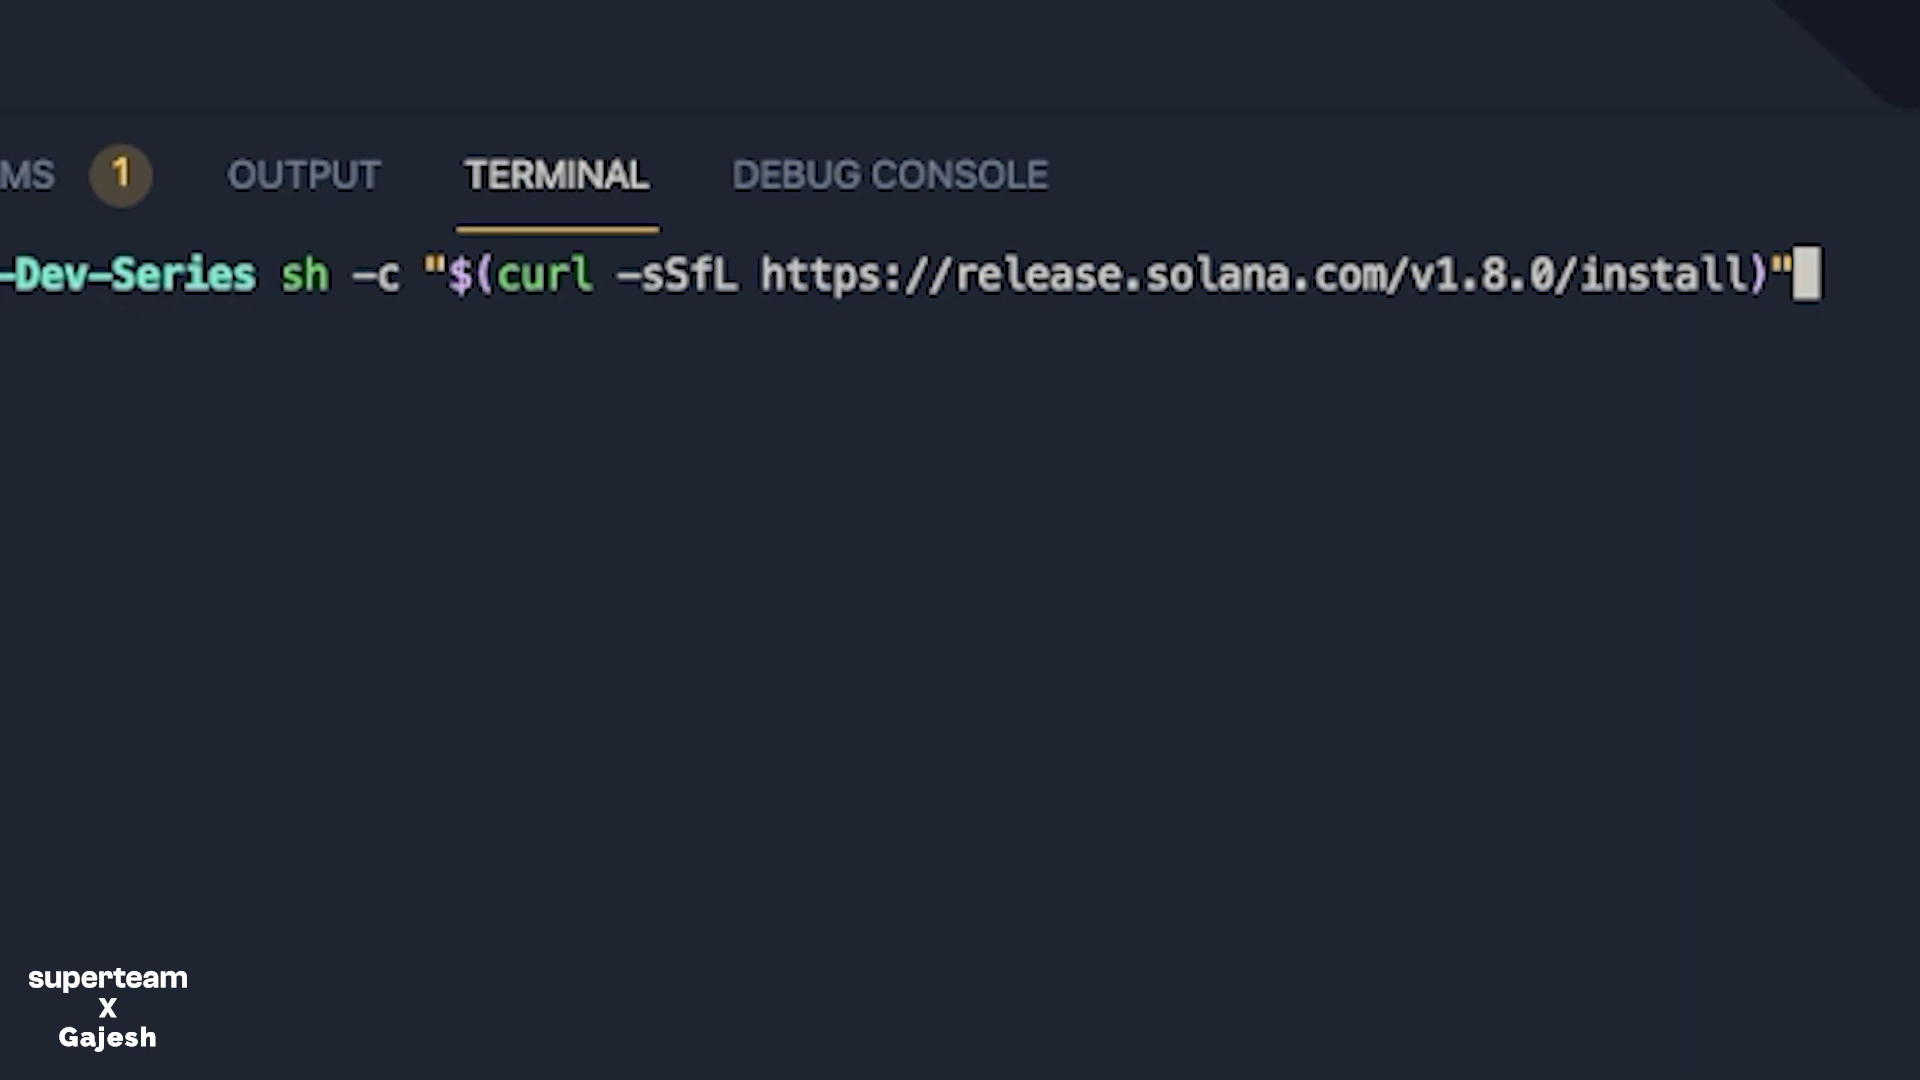 MS 1 OUTPUT TERMINAL DEBUG CONSOLE
-Dev-Series sh -c "$(curl -sSfL https://release.solana.com/v1.8.0/install)"
superteam
X
Gajesh